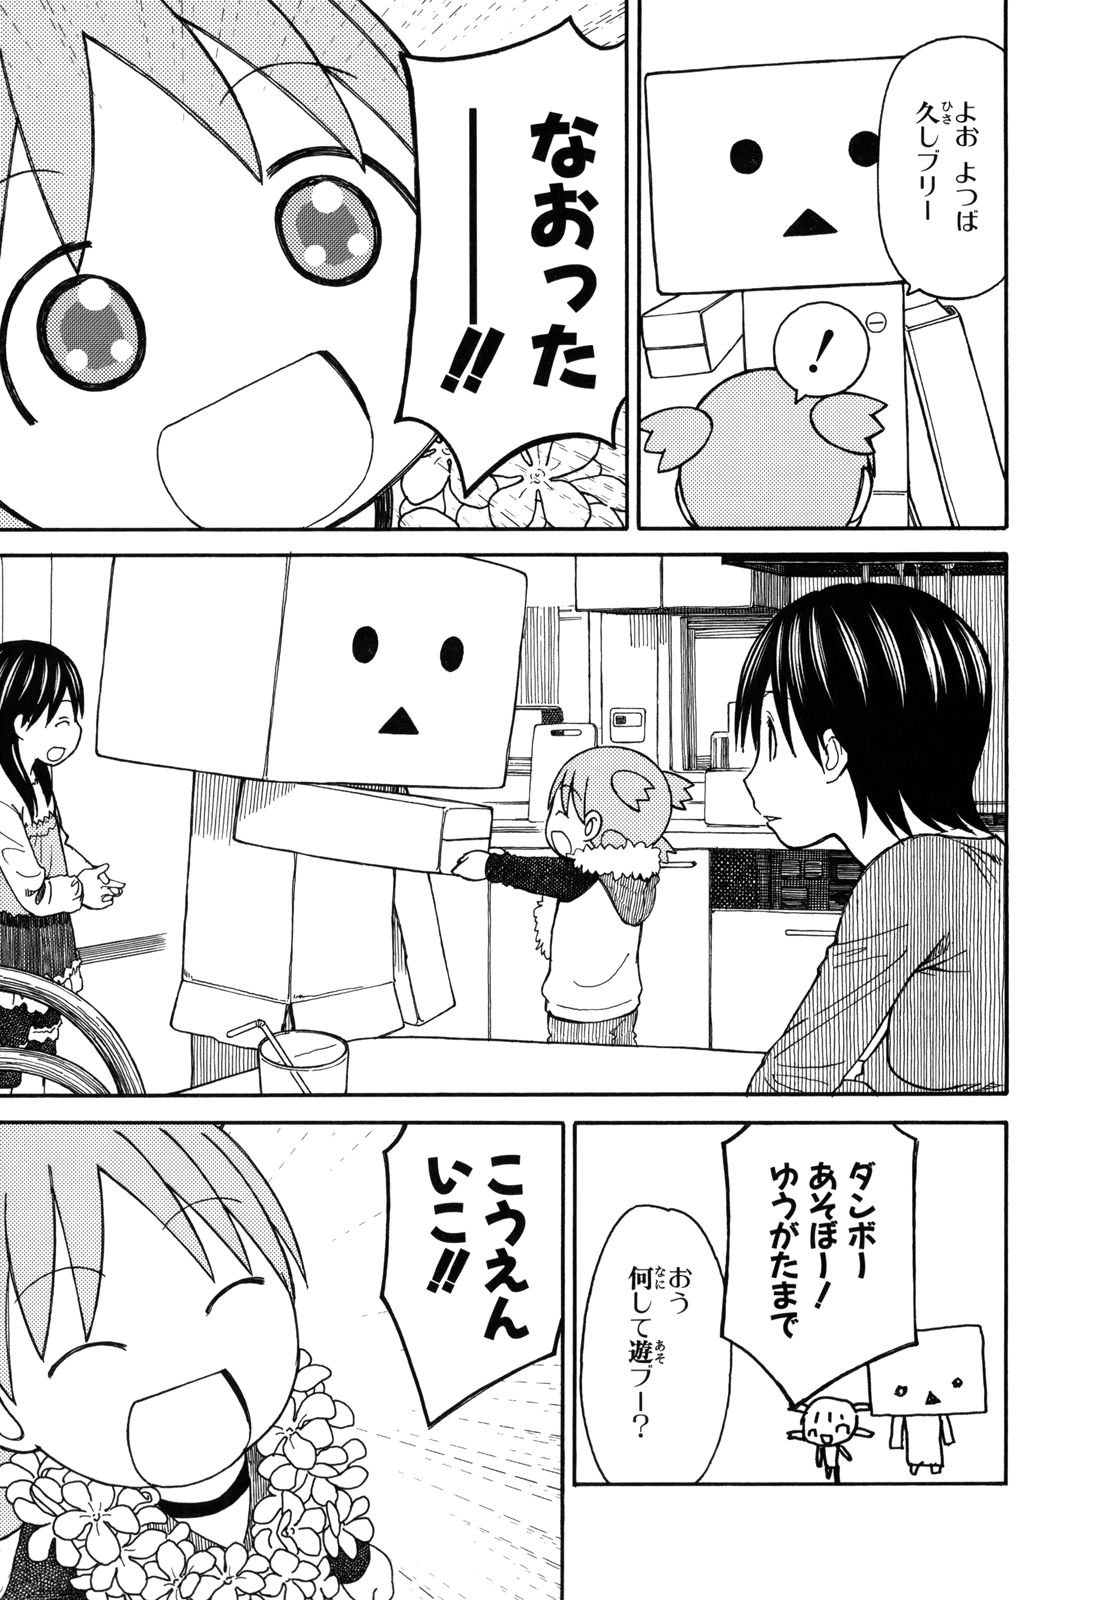 よお よつば
久しブリー
！
なおった
━━!!
ダンボー
あそぼー！
ゆうがたまで
おう
何して遊ブー？
こうえん
いこ!!